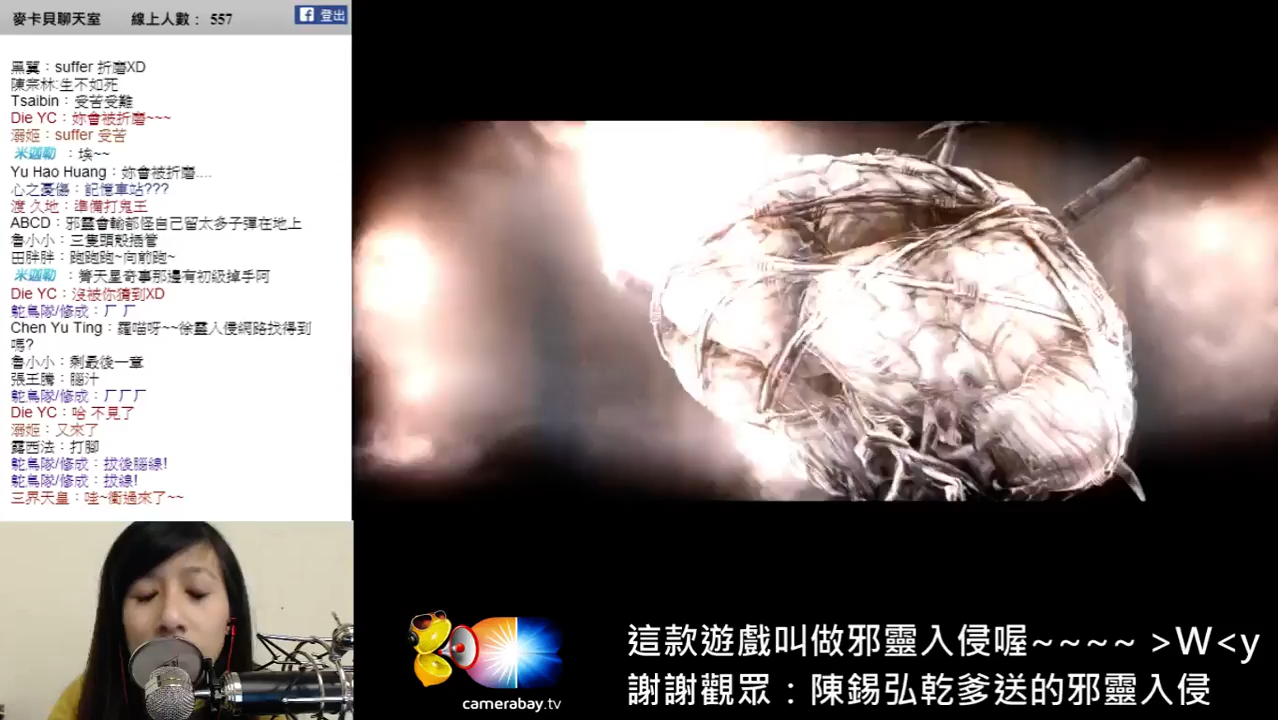 麥卡貝聊天室 線上人數： 557
登出
黑翼：suffer 折磨XD
陳宗林:生不如死
Tsaibin：受苦受難
Die YC：妳會被折磨~~~
溺姬：suffer 受苦
米迦勒 ：埃~~
Yu Hao Huang：妳會被折磨....
心之憂傷：記憶車站???
渡 久地：準備打鬼王
ABCD：邪靈會輸都怪自己留太多子彈在地上
魯小小：三隻頭殼插管
田胖胖：跑跑跑~向前跑~
米迦勒 ：箐天星奇事那邊有初級掉手阿
Die YC：沒被你猜到XD
鴕鳥隊/修成：ㄏ ㄏ
Chen Yu Ting：羅喵呀~~徐靈人侵網路找得到
嗎?
魯小小：剩最後一章
張王騰：腦汁
鴕鳥隊/修成：ㄏㄏㄏ
Die YC：哈 不見了
溺姬：又來了
露西法：打腳
鴕鳥隊/修成：拔後腦線!
鴕鳥隊/修成：拔線!
三界天皇：哇~衝過來了~~
這款遊戲叫做邪靈入侵喔~~~~ >W<y
謝謝觀眾：陳錫弘乾爹送的邪靈入侵
camerabay.tv